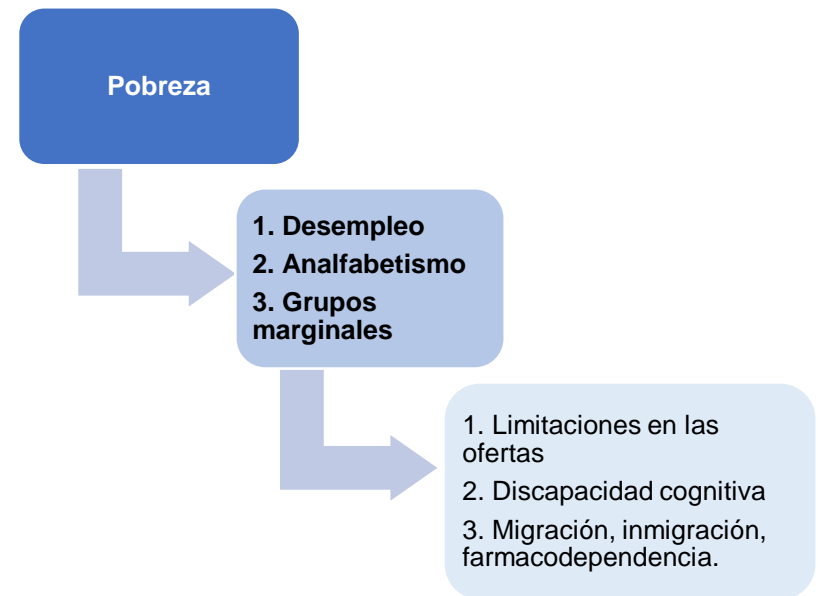 Pobreza
1. Desempleo
2. Analfabetismo
3. Grupos
marginales
1. Limitaciones en las
ofertas
2. Discapacidad cognitiva
3. Migración, inmigración,
farmacodependencia.